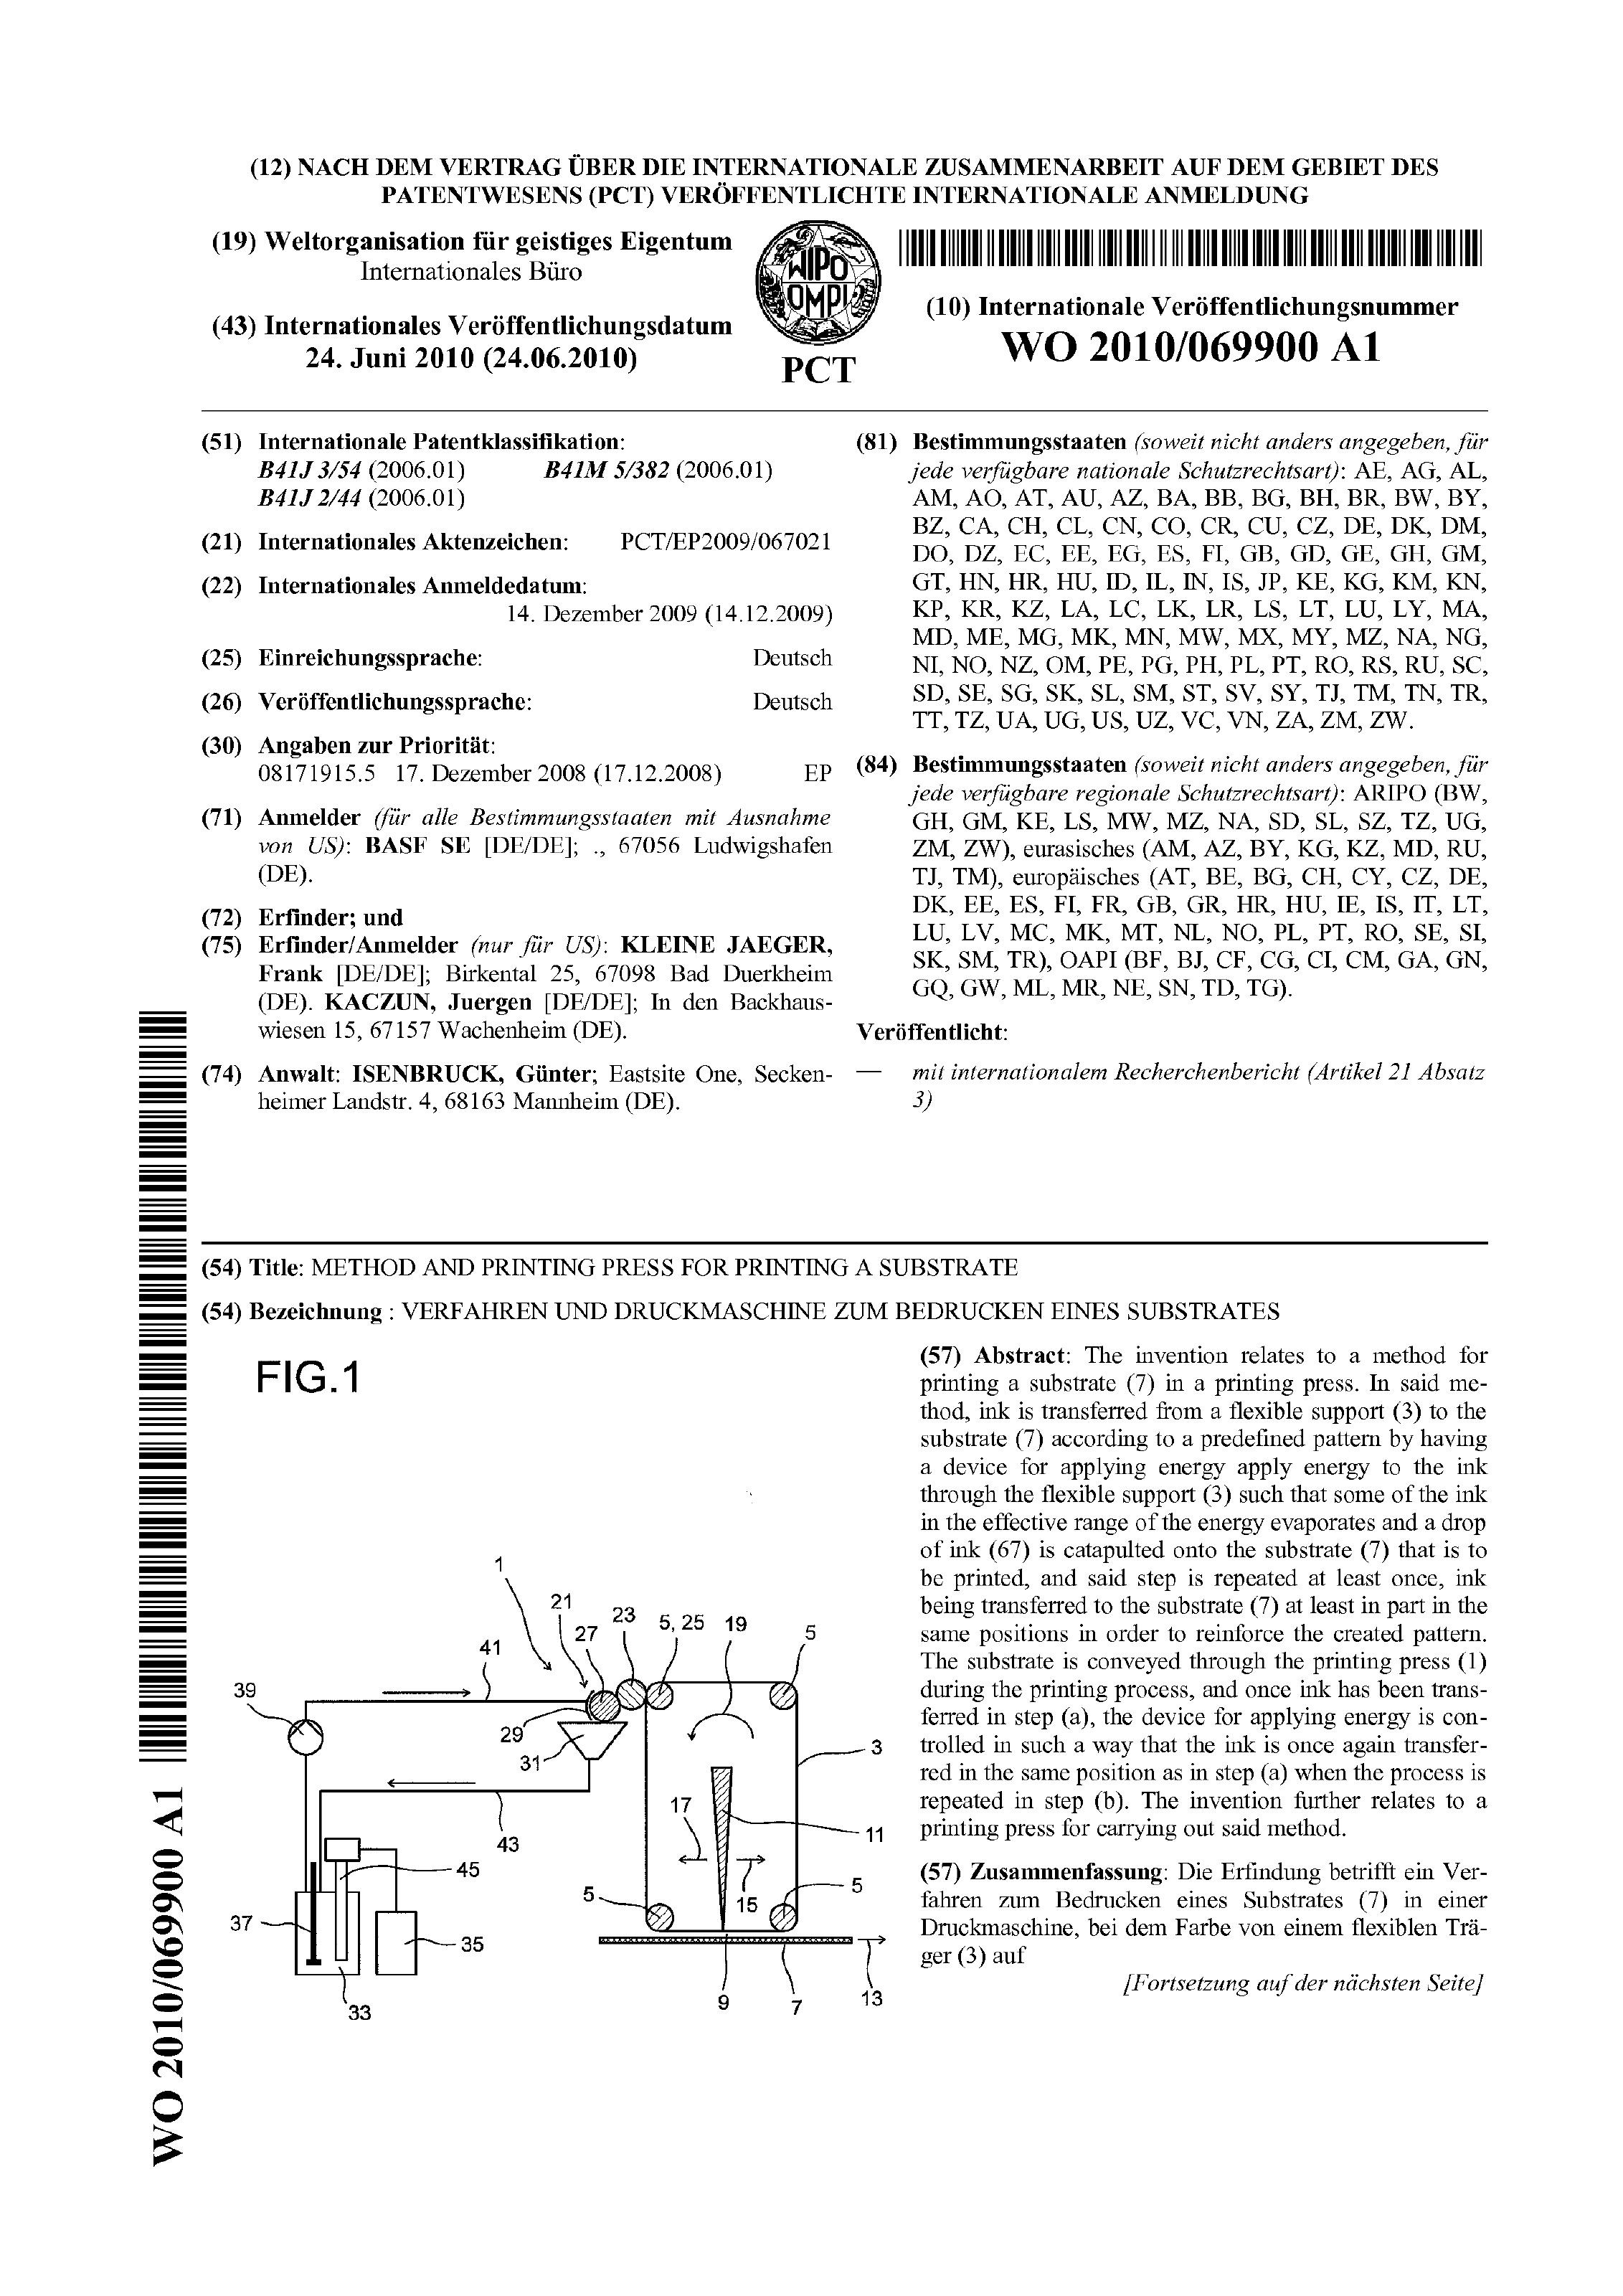 (12) NACH DEM VERTRAG ÜBER DIE INTERNATIONALE ZUSAMMENARBEIT AUF DEM GEBIET DES
PATENTWESENS (PCT) VERÖFFENTLICHTE INTERNATIONALE ANMELDUNG
(19) Weltorganisation für geistiges Eigentum
Internationales Büro
(43) Internationales Veröffentlichungsdatum
24. Juni 2010 (24.06.2010)
WIPO
OMPI
PCT
(10) Internationale Veröffentlichungsnummer
WO 2010/069900 A1
(51) Internationale Patentklassifikation:
B41J 3/54 (2006.01) B41M 5/382 (2006.01)
B41J 2/44 (2006.01)
(21) Internationales Aktenzeichen: PCT/EP2009/067021
(22) Internationales Anmeldedatum:
14. Dezember 2009 (14.12.2009)
(25) Einreichungssprache: Deutsch
(26) Veröffentlichungssprache: Deutsch
(30) Angaben zur Priorität:
08171915.5 17. Dezember 2008 (17.12.2008) EP
(71) Anmelder (für alle Bestimmungsstaaten mit Ausnahme
von US): BASF SE [DE/DE]; ., 67056 Ludwigshafen
(DE).
(72) Erfinder; und
(75) Erfinder/Anmelder (nur für US): KLEINE JAEGER,
Frank [DE/DE]; Birkental 25, 67098 Bad Duerkheim
(DE). KACZUN, Juergen [DE/DE]; In den Backhaus-
wiesen 15, 67157 Wachenheim (DE).
(74) Anwalt: ISENBRUCK, Günter; Eastsite One, Secken-
heimer Landstr. 4, 68163 Mannheim (DE).
(81) Bestimmungsstaaten (soweit nicht anders angegeben, für
jede verfügbare nationale Schutzrechtsart): AE, AG, AL,
AM, AO, AT, AU, AZ, BA, BB, BG, BH, BR, BW, BY,
BZ, CA, CH, CL, CN, CO, CR, CU, CZ, DE, DK, DM,
DO, DZ, EC, EE, EG, ES, FI, GB, GD, GE, GH, GM,
GT, HN, HR, HU, ID, IL, IN, IS, JP, KE, KG, KM, KN,
KP, KR, KZ, LA, LC, LK, LR, LS, LT, LU, LY, MA,
MD, ME, MG, MK, MN, MW, MX, MY, MZ, NA, NG,
NI, NO, NZ, OM, PE, PG, PH, PL, PT, RO, RS, RU, SC,
SD, SE, SG, SK, SL, SM, ST, SV, SY, TJ, TM, TN, TR,
TT, TZ, UA, UG, US, UZ, VC, VN, ZA, ZM, ZW.
(84) Bestimmungsstaaten (soweit nicht anders angegeben, für
jede verfügbare regionale Schutzrechtsart): ARIPO (BW,
GH, GM, KE, LS, MW, MZ, NA, SD, SL, SZ, TZ, UG,
ZM, ZW), eurasisches (AM, AZ, BY, KG, KZ, MD, RU,
TJ, TM), europäisches (AT, BE, BG, CH, CY, CZ, DE,
DK, EE, ES, FI, FR, GB, GR, HR, HU, IE, IS, IT, LT,
LU, LV, MC, MK, MT, NL, NO, PL, PT, RO, SE, SI,
SK, SM, TR), OAPI (BF, BJ, CF, CG, CI, CM, GA, GN,
GQ, GW, ML, MR, NE, SN, TD, TG).
Veröffentlicht:
— mit internationalem Recherchenbericht (Artikel 21 Absatz
3)
(54) Title: METHOD AND PRINTING PRESS FOR PRINTING A SUBSTRATE
(54) Bezeichnung : VERFAHREN UND DRUCKMASCHINE ZUM BEDRUCKEN EINES SUBSTRATES
FIG.1
1
21
23
5, 25
19
5
27
41
39
29
31
3
17
11
43
45
5
15
5
37
35
33
9
7
13
(57) Abstract: The invention relates to a method for
printing a substrate (7) in a printing press. In said me-
thod, ink is transferred from a flexible support (3) to the
substrate (7) according to a predefined pattern by having
a device for applying energy apply energy to the ink
through the flexible support (3) such that some of the ink
in the effective range of the energy evaporates and a drop
of ink (67) is catapulted onto the substrate (7) that is to
be printed, and said step is repeated at least once, ink
being transferred to the substrate (7) at least in part in the
same positions in order to reinforce the created pattern.
The substrate is conveyed through the printing press (1)
during the printing process, and once ink has been trans-
ferred in step (a), the device for applying energy is con-
trolled in such a way that the ink is once again transfer-
red in the same position as in step (a) when the process is
repeated in step (b). The invention further relates to a
printing press for carrying out said method.
(57) Zusammenfassung: Die Erfindung betrifft ein Ver-
fahren zum Bedrucken eines Substrates (7) in einer
Druckmaschine, bei dem Farbe von einem flexiblen Trä-
ger (3) auf
[Fortsetzung auf der nächsten Seite]
WO 2010/069900 A1